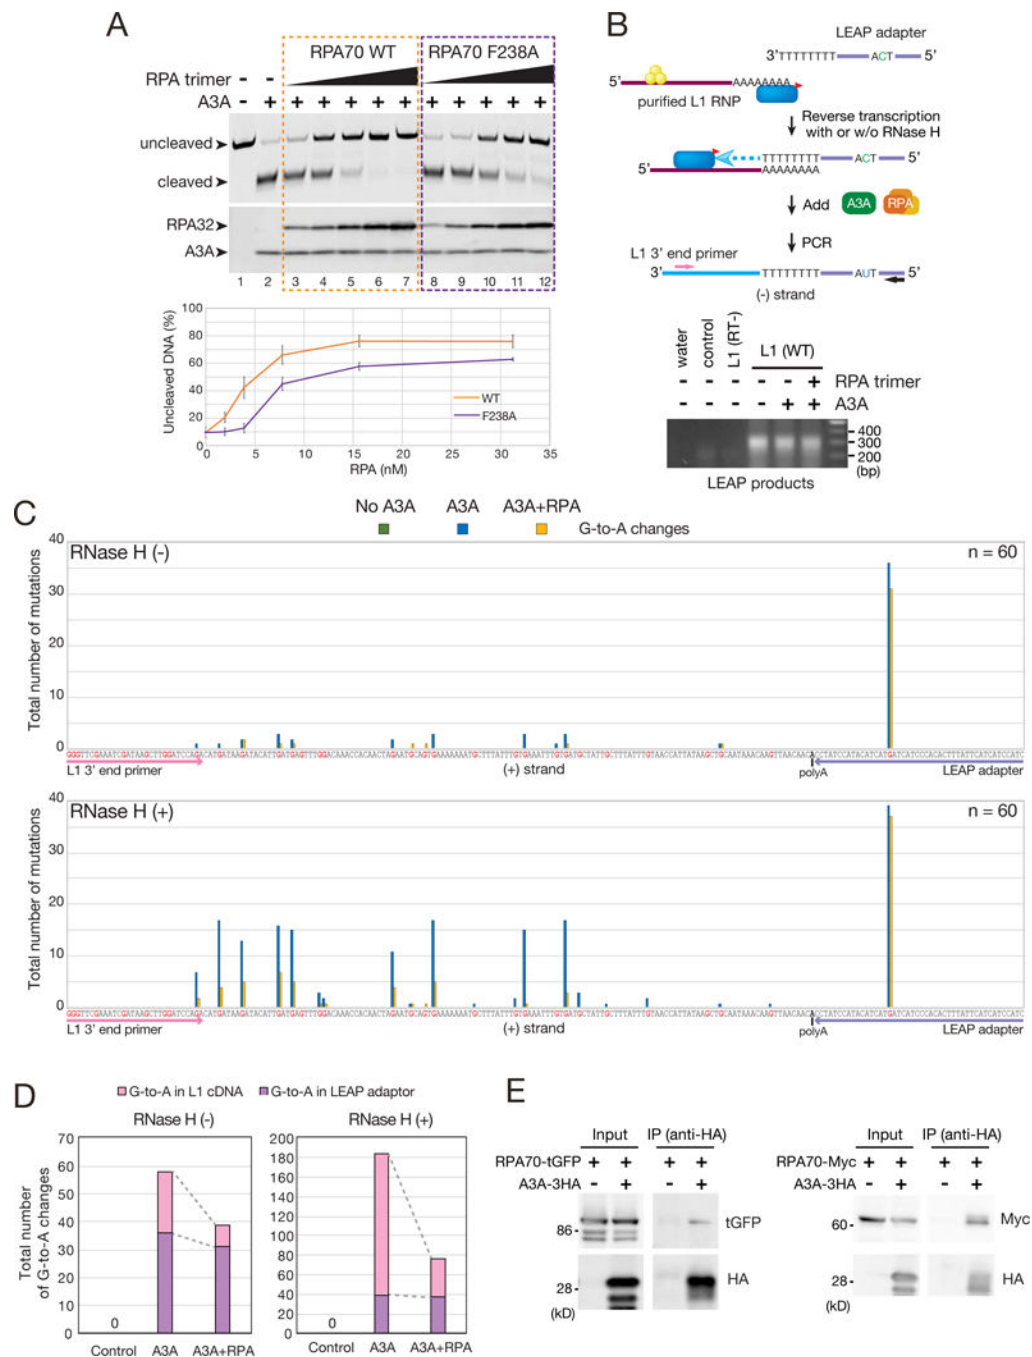 A
RPA70 WT
RPA70 F238A
RPA trimer
A3A
- + + + + + + + + + + +
uncleaved
cleaved
RPA32
A3A
1 2 3 4 5 6 7 8 9 10 11 12
Uncleaved DNA (%)
100
80
60
40
20
0
0 5 10 15 20 25 30 35
RPA (nM)
WT
F238A
B
LEAP adapter
3' TTTTTTTT ACT 5'
5' AAAAAAAA
purified L1 RNP
Reverse transcription
with or w/o RNase H
TTTTTTTT ACT 5'
5' AAAAAAAA
Add A3A RPA
PCR
L1 3' end primer
3' TTTTTTTT AUT 5'
(-) strand
water
control
L1 (RT-)
L1 (WT)
- - - - - + RPA trimer
- - - - + + A3A
400
300
200
(bp)
LEAP products
C
No A3A A3A A3A+RPA
G-to-A changes
RNase H (-)
n = 60
Total number of mutations
40
30
20
10
0
L1 3' end primer
(+) strand
polyA
LEAP adapter
RNase H (+)
n = 60
Total number of mutations
40
30
20
10
0
L1 3' end primer
(+) strand
polyA
LEAP adapter
D
G-to-A in L1 cDNA
G-to-A in LEAP adaptor
RNase H (-)
RNase H (+)
Total number
of G-to-A changes
70
60
50
40
30
20
10
0
0
Control A3A A3A+RPA
200
180
160
140
120
100
80
60
40
20
0
0
Control A3A A3A+RPA
E
Input IP (anti-HA)
RPA70-tGFP + + + +
A3A-3HA - + - +
86
tGFP
28
HA
(kD)
Input IP (anti-HA)
RPA70-Myc + + + +
A3A-3HA - + - +
60
Myc
28
HA
(kD)